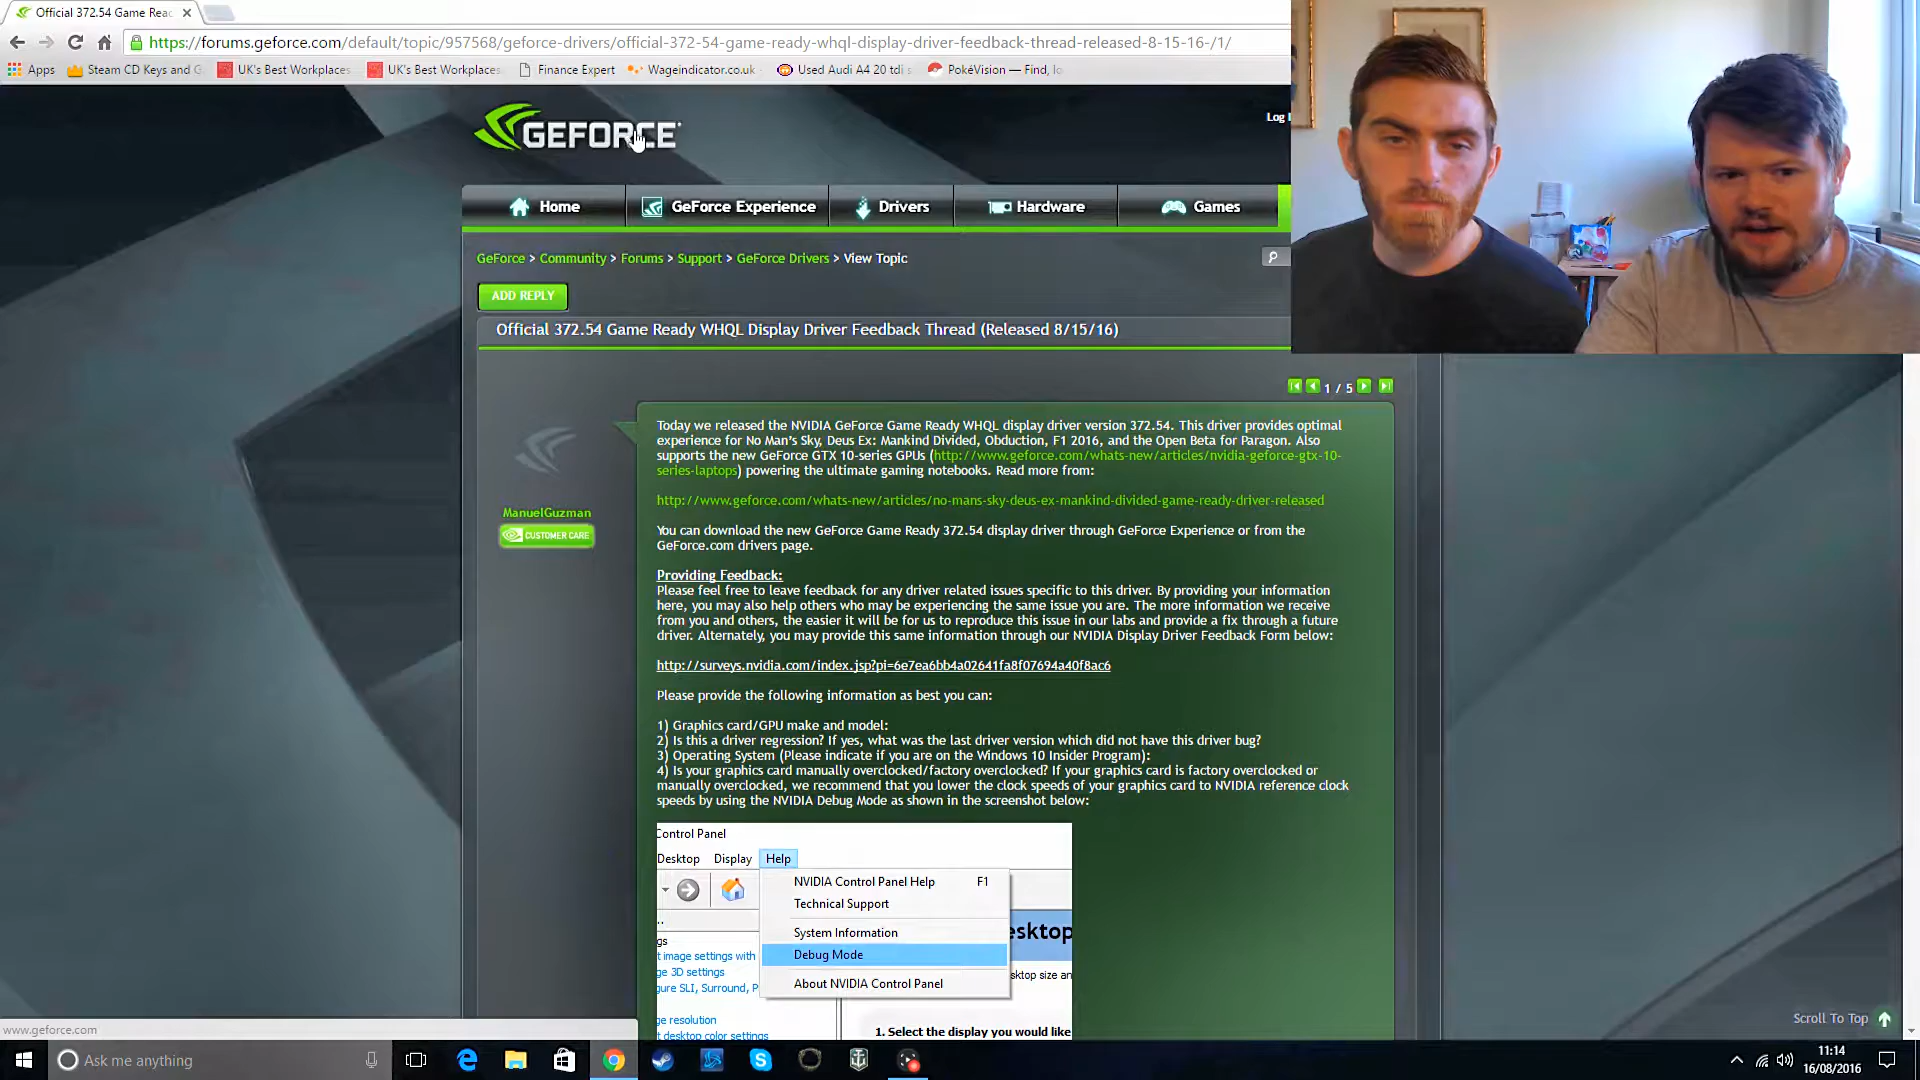 Official 372.54 Game Rea
https://forums.geforce.com/default/topic/957568/geforce-drivers/official-372-54-game-ready-whql-display-driver-feedback-thread-released-8-15-16-/1/
Apps Steam CD Keys and G UK's Best Workplaces UK's Best Workplaces Finance Expert Wageindicator.co.uk Used Audi A4 20 tdi s PokéVision — Find, lo
GEFORCE
Log
Home GeForce Experience Drivers Hardware Games
GeForce > Community > Forums > Support > GeForce Drivers > View Topic
ADD REPLY
Official 372.54 Game Ready WHQL Display Driver Feedback Thread (Released 8/15/16)
1 / 5
Today we released the NVIDIA GeForce Game Ready WHQL display driver version 372.54. This driver provides optimal
experience for No Man's Sky, Deus Ex: Mankind Divided, Obduction, F1 2016, and the Open Beta for Paragon. Also
supports the new GeForce GTX 10-series GPUs (http://www.geforce.com/whats-new/articles/nvidia-geforce-gtx-10-
series-laptops) powering the ultimate gaming notebooks. Read more from:
http://www.geforce.com/whats-new/articles/no-mans-sky-deus-ex-mankind-divided-game-ready-driver-released
ManuelGuzman
CUSTOMER CARE
You can download the new GeForce Game Ready 372.54 display driver through GeForce Experience or from the
GeForce.com drivers page.
Providing Feedback:
Please feel free to leave feedback for any driver related issues specific to this driver. By providing your information
here, you may also help others who may be experiencing the same issue you are. The more information we receive
from you and others, the easier it will be for us to reproduce this issue in our labs and provide a fix through a future
driver. Alternately, you may provide this same information through our NVIDIA Display Driver Feedback Form below:
http://surveys.nvidia.com/index.jsp?pi=6e7ea6bb4a02641fa8f07694a40f8ac6
Please provide the following information as best you can:
1) Graphics card/GPU make and model:
2) Is this a driver regression? If yes, what was the last driver version which did not have this driver bug?
3) Operating System (Please indicate if you are on the Windows 10 Insider Program):
4) Is your graphics card manually overclocked/factory overclocked? If your graphics card is factory overclocked or
manually overclocked, we recommend that you lower the clock speeds of your graphics card to NVIDIA reference clock
speeds by using the NVIDIA Debug Mode as shown in the screenshot below:
Control Panel
Desktop Display Help
NVIDIA Control Panel Help F1
Technical Support
System Information
Debug Mode
About NVIDIA Control Panel
..
gs
t image settings with
ge 3D settings
gure SLI, Surround, P
ge resolution
t desktop color settings
esktop
sktop size an
1. Select the display you would like
www.geforce.com
Scroll To Top
Ask me anything
11:14
16/08/2016